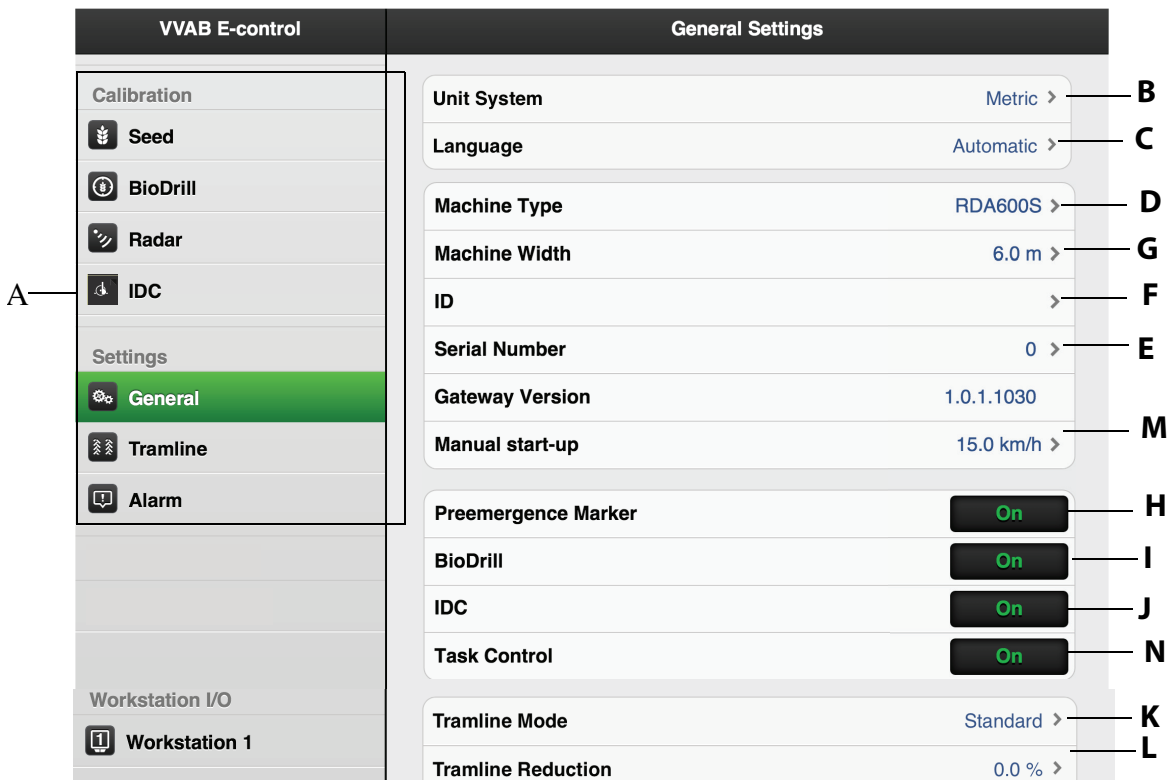 VVAB E-control
General Settings
Calibration
Seed
BioDrill
Radar
IDC
A
Settings
General
Tramline
Alarm
Workstation I/O
1 Workstation 1
Unit System Metric > B
Language Automatic > C
Machine Type RDA600S > D
Machine Width 6.0 m > G
ID > F
Serial Number 0 > E
Gateway Version 1.0.1.1030
Manual start-up 15.0 km/h > M
Preemergence Marker On H
BioDrill On I
IDC On J
Task Control On N
Tramline Mode Standard > K
Tramline Reduction 0.0 % > L